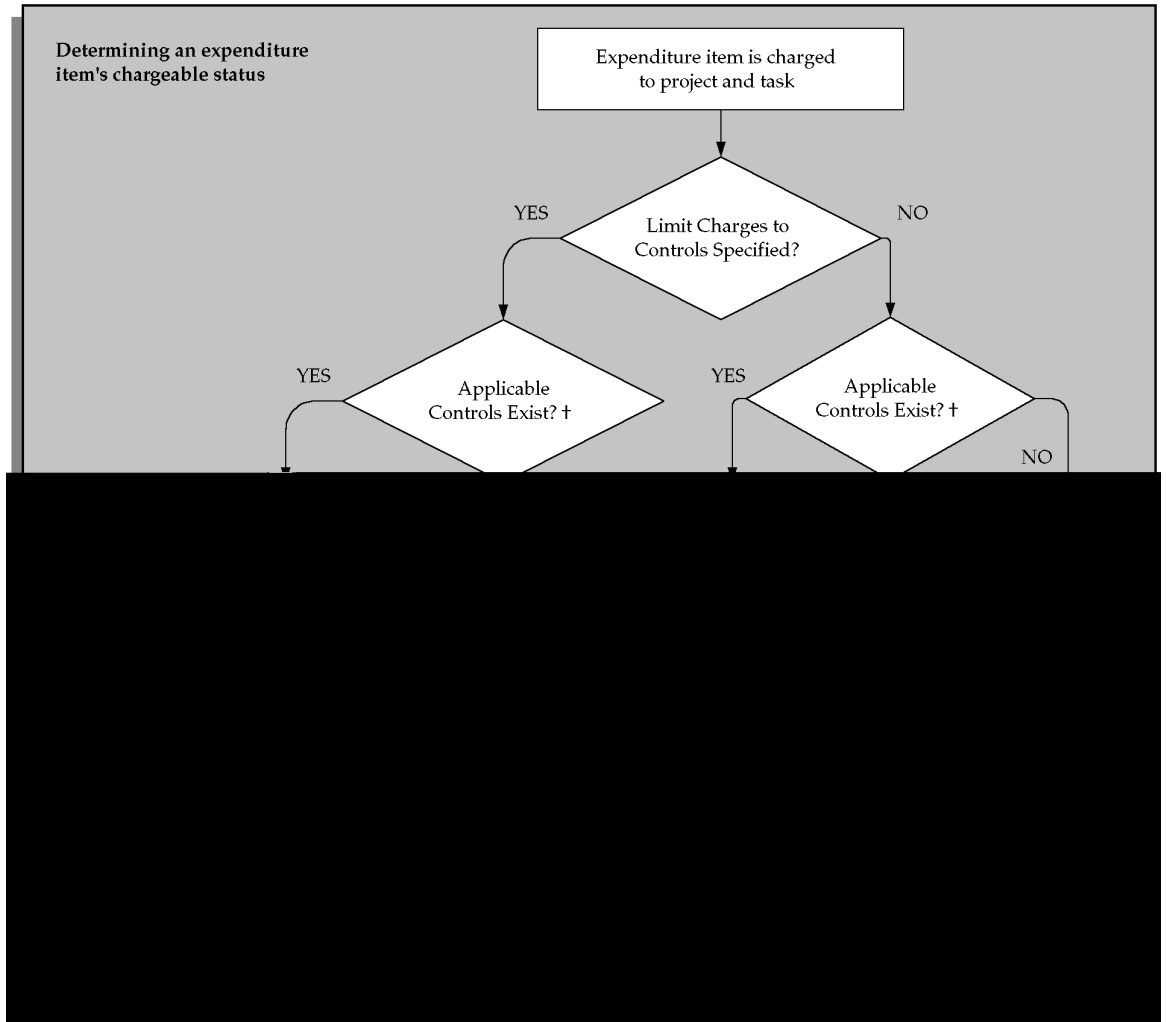 Determining an expenditure
item's chargeable status
Expenditure item is charged
to project and task
YES
NO
Limit Charges to
Controls Specified?
YES
Applicable
Controls Exist? †
YES
Applicable
Controls Exist? †
NO